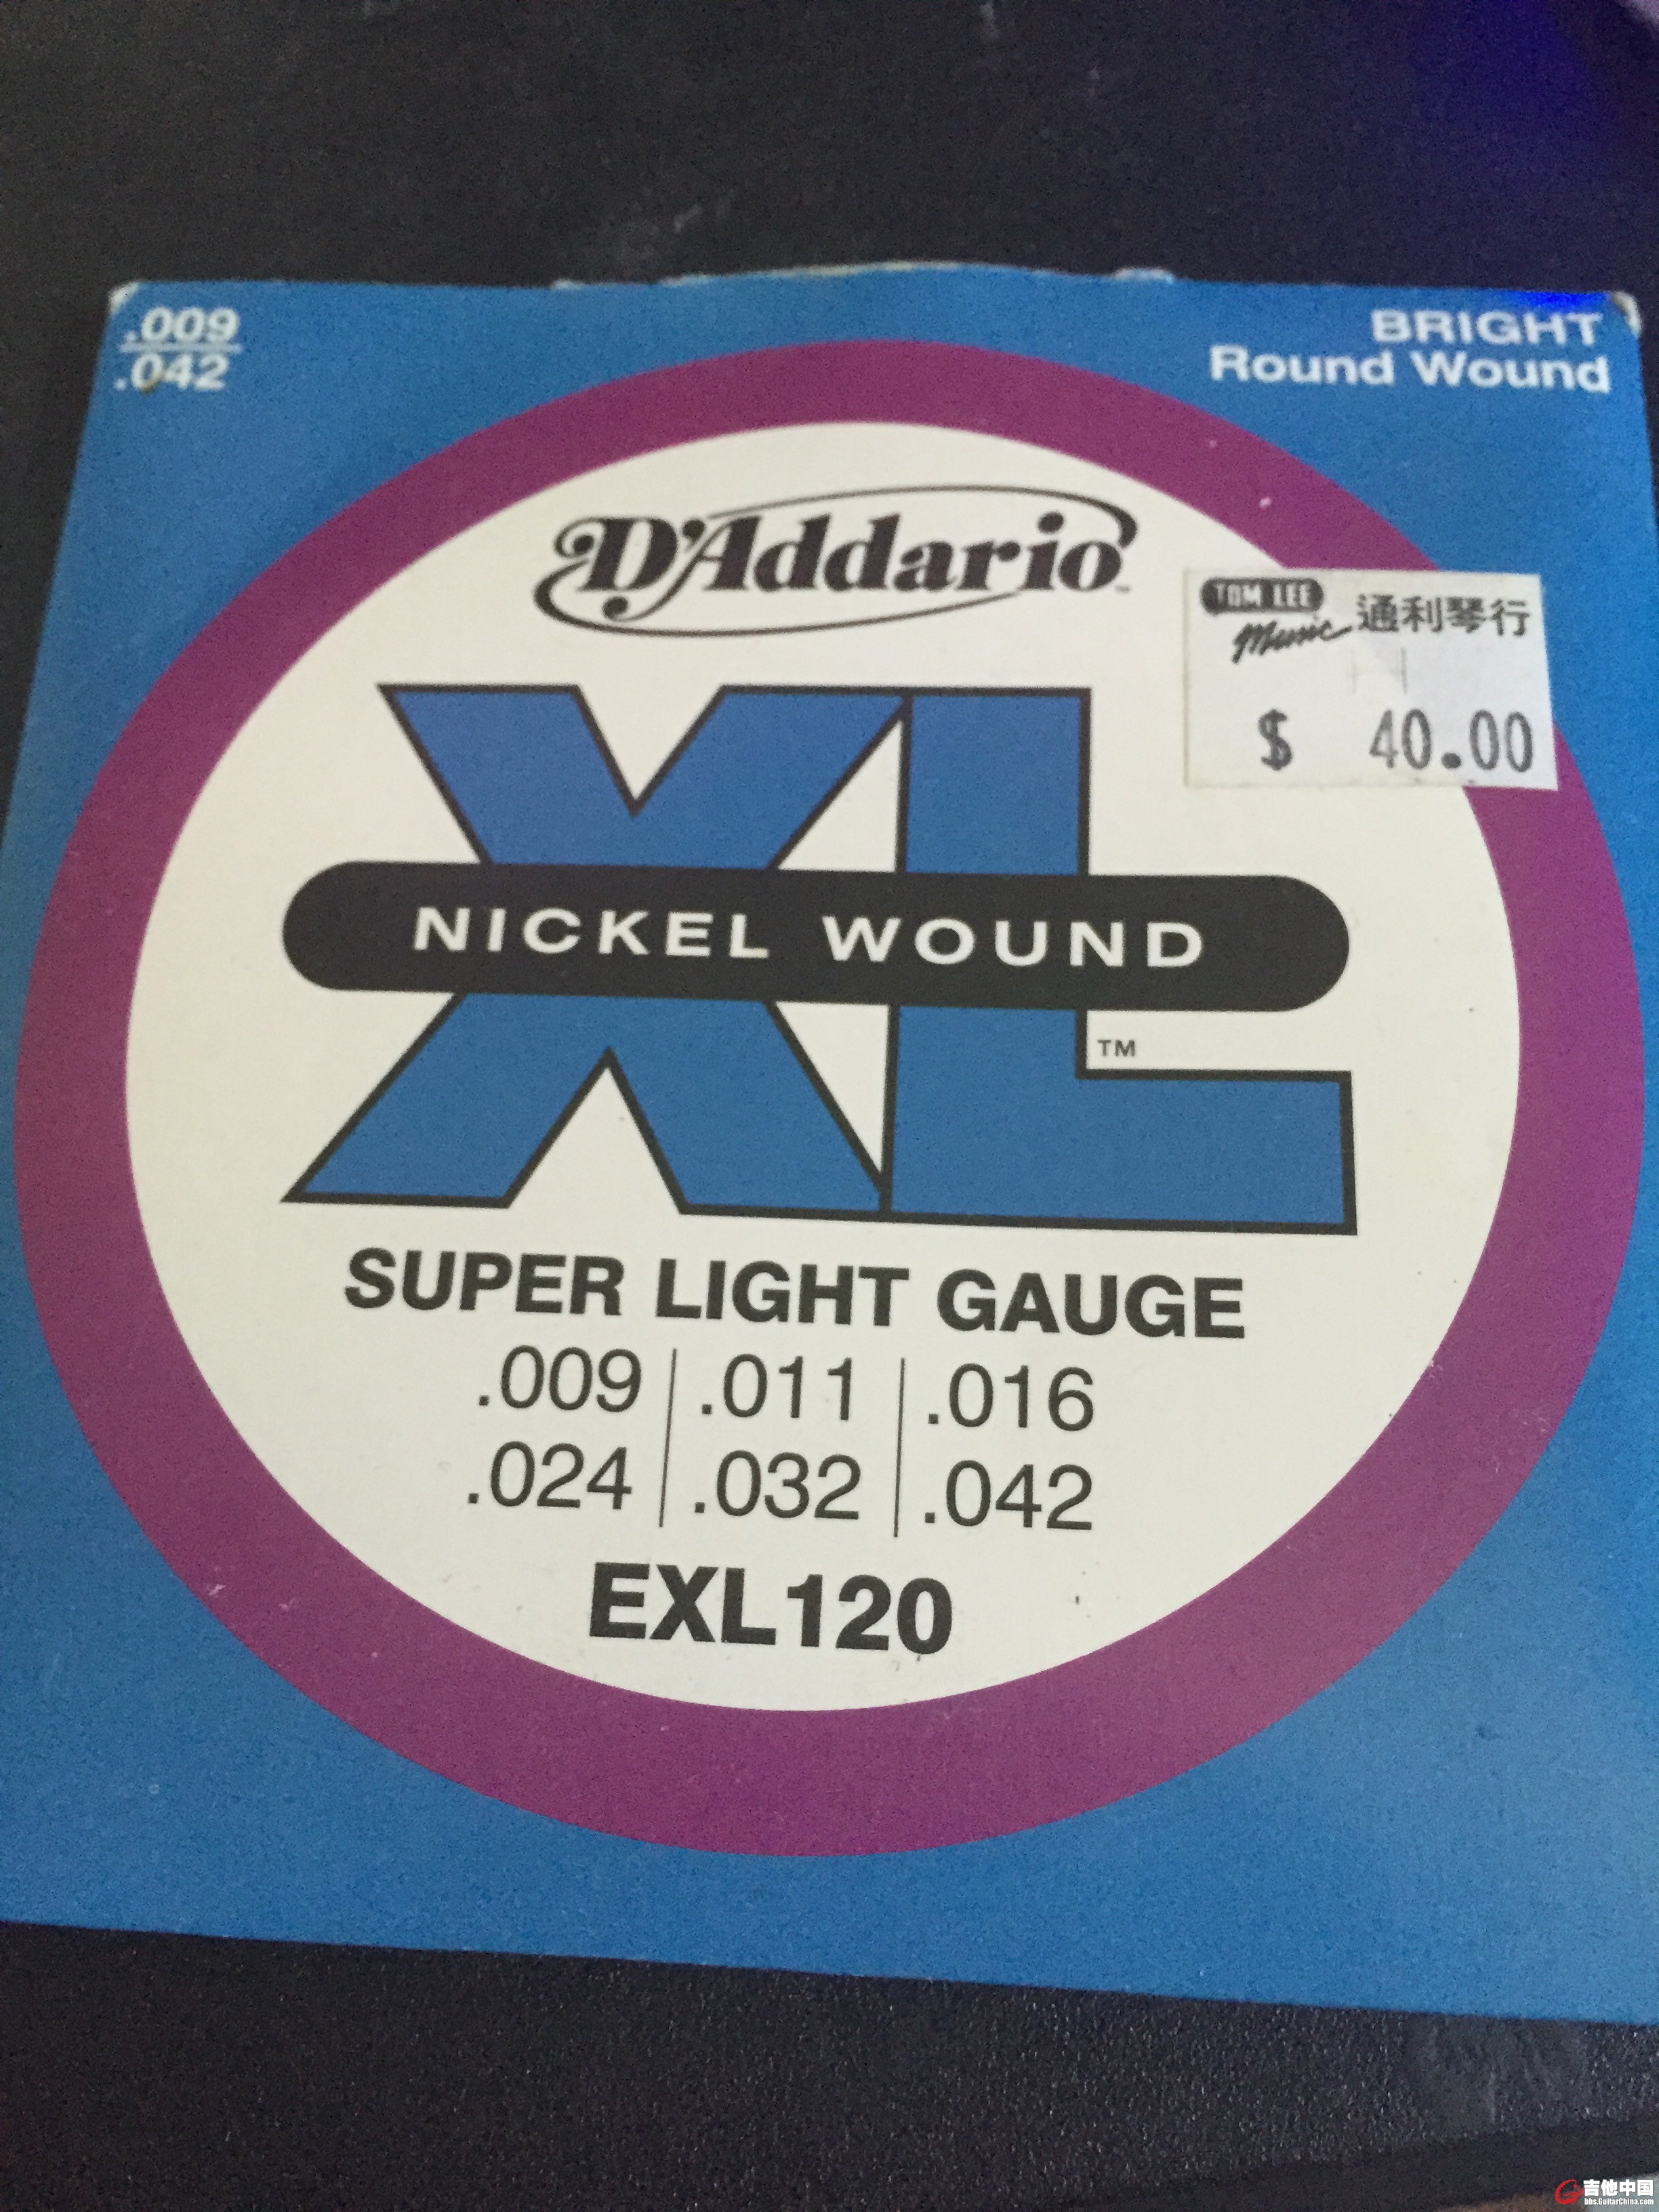 .009
.042
BRIGHT
Round Wound
D'Addario
TOM LEE
Music 通利琴行
$ 40.00
XL
NICKEL WOUND
TM
SUPER LIGHT GAUGE
.009 | .011 | .016
.024 | .032 | .042
EXL120
吉他中国
bbs.GuitarChina.com